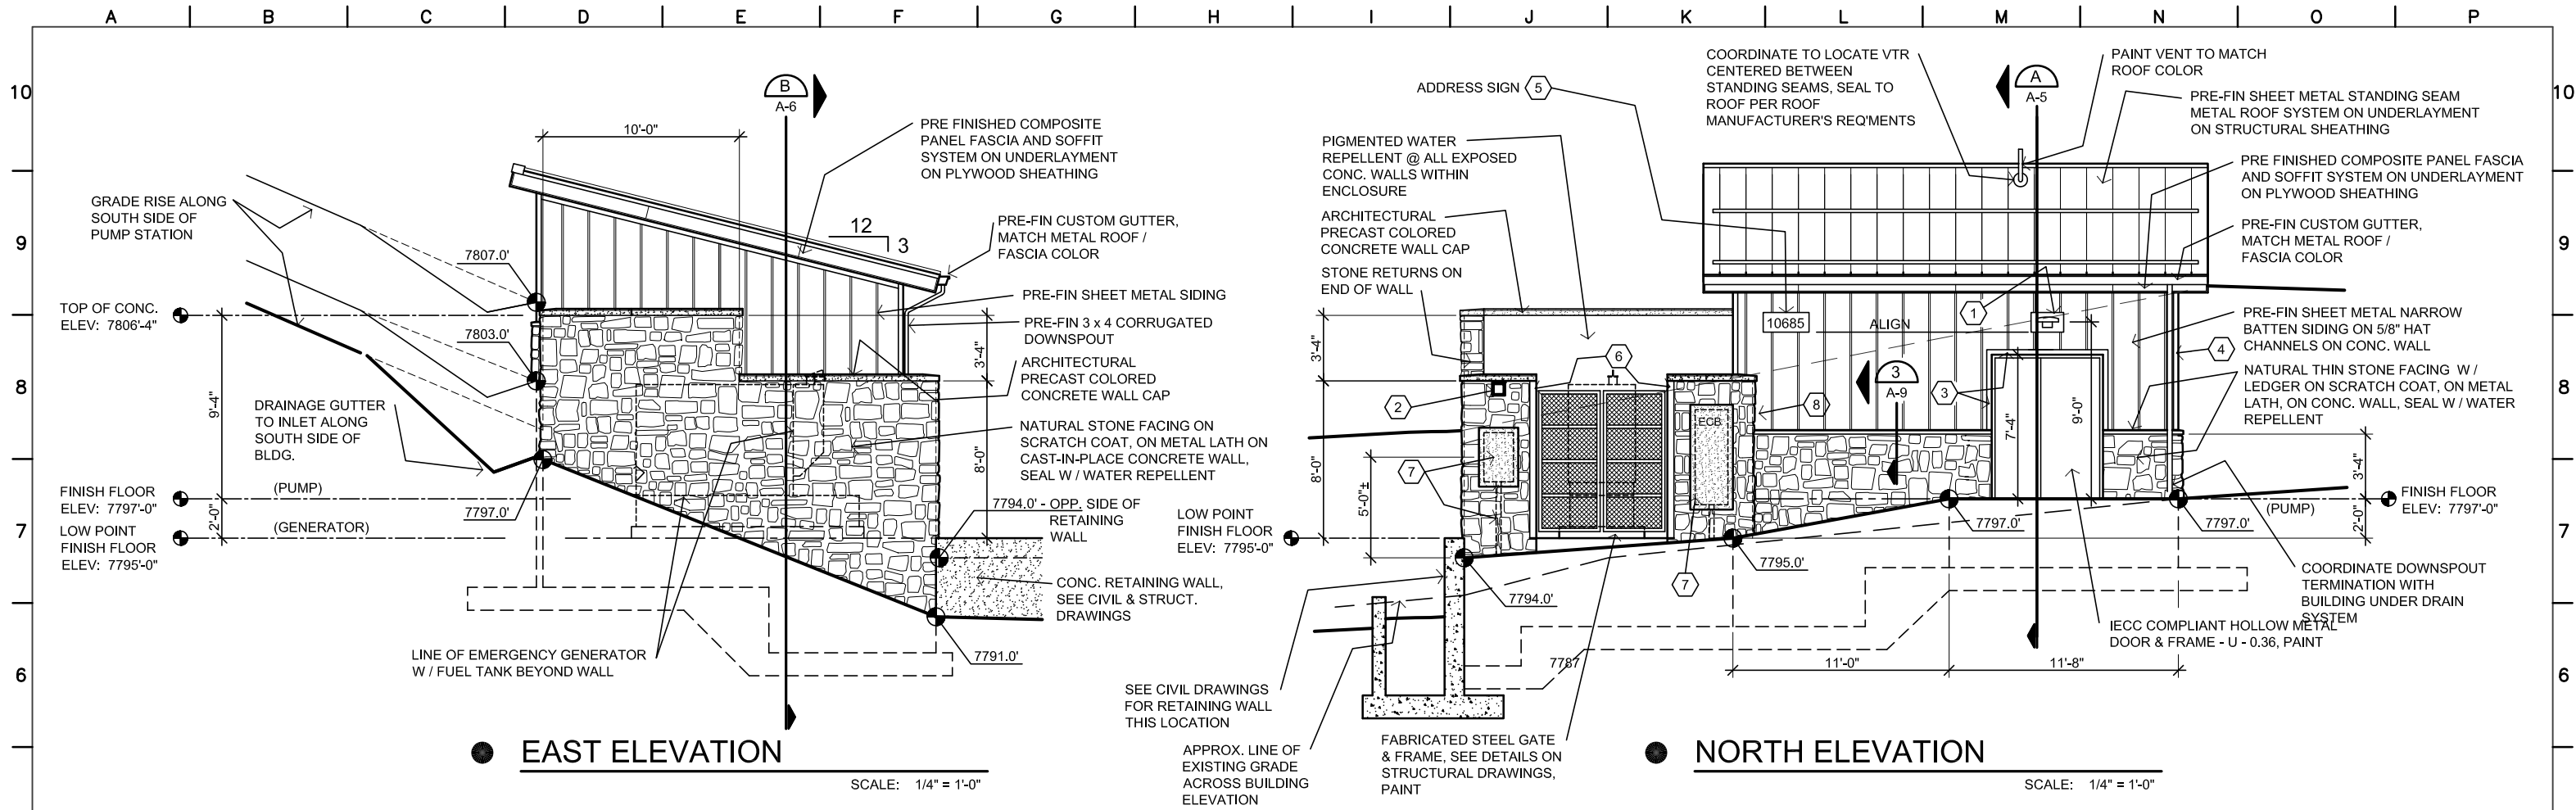 A B C D E F G H I J K L M N O P
10
9
8
7
6
10
9
8
7
6
B
A-6
10'-0"
GRADE RISE ALONG
SOUTH SIDE OF
PUMP STATION
7807.0'
TOP OF CONC.
ELEV: 7806'-4"
7803.0'
9'-4"
DRAINAGE GUTTER
TO INLET ALONG
SOUTH SIDE OF
BLDG.
FINISH FLOOR
ELEV: 7797'-0"
(PUMP)
2'-0"
LOW POINT
FINISH FLOOR
ELEV: 7795'-0"
(GENERATOR)
7797.0'
PRE FINISHED COMPOSITE
PANEL FASCIA AND SOFFIT
SYSTEM ON UNDERLAYMENT
ON PLYWOOD SHEATHING
12
3
PRE-FIN CUSTOM GUTTER,
MATCH METAL ROOF /
FASCIA COLOR
PRE-FIN SHEET METAL SIDING
PRE-FIN 3 x 4 CORRUGATED
DOWNSPOUT
3'-4"
ARCHITECTURAL
PRECAST COLORED
CONCRETE WALL CAP
NATURAL STONE FACING ON
SCRATCH COAT, ON METAL LATH ON
CAST-IN-PLACE CONCRETE WALL,
SEAL W / WATER REPELLENT
8'-0"
7794.0' - OPP. SIDE OF
RETAINING
WALL
CONC. RETAINING WALL,
SEE CIVIL & STRUCT.
DRAWINGS
7791.0'
LINE OF EMERGENCY GENERATOR
W / FUEL TANK BEYOND WALL
EAST ELEVATION
SCALE: 1/4" = 1'-0"
ADDRESS SIGN 5
PIGMENTED WATER
REPELLENT @ ALL EXPOSED
CONC. WALLS WITHIN
ENCLOSURE
ARCHITECTURAL
PRECAST COLORED
CONCRETE WALL CAP
STONE RETURNS ON
END OF WALL
COORDINATE TO LOCATE VTR
CENTERED BETWEEN
STANDING SEAMS, SEAL TO
ROOF PER ROOF
MANUFACTURER'S REQ'MENTS
A
A-5
PAINT VENT TO MATCH
ROOF COLOR
PRE-FIN SHEET METAL STANDING SEAM
METAL ROOF SYSTEM ON UNDERLAYMENT
ON STRUCTURAL SHEATHING
PRE FINISHED COMPOSITE PANEL FASCIA
AND SOFFIT SYSTEM ON UNDERLAYMENT
ON PLYWOOD SHEATHING
PRE-FIN CUSTOM GUTTER,
MATCH METAL ROOF /
FASCIA COLOR
PRE-FIN SHEET METAL NARROW
BATTEN SIDING ON 5/8" HAT
CHANNELS ON CONC. WALL
NATURAL THIN STONE FACING W /
LEDGER ON SCRATCH COAT, ON METAL
LATH, ON CONC. WALL, SEAL W / WATER
REPELLENT
3'-4"
10685
ALIGN
1
6
2
3
A-9
3
4
8
ECB
7
7'-4"
9'-0"
3'-4"
8'-0"
5'-0"±
7
LOW POINT
FINISH FLOOR
ELEV: 7795'-0"
7794.0'
7795.0'
7797.0'
7797.0'
(PUMP)
2'-0"
FINISH FLOOR
ELEV: 7797'-0"
COORDINATE DOWNSPOUT
TERMINATION WITH
BUILDING UNDER DRAIN
SYSTEM
IECC COMPLIANT HOLLOW METAL
DOOR & FRAME - U - 0.36, PAINT
7787
11'-0"
11'-8"
SEE CIVIL DRAWINGS
FOR RETAINING WALL
THIS LOCATION
APPROX. LINE OF
EXISTING GRADE
ACROSS BUILDING
ELEVATION
FABRICATED STEEL GATE
& FRAME, SEE DETAILS ON
STRUCTURAL DRAWINGS,
PAINT
NORTH ELEVATION
SCALE: 1/4" = 1'-0"